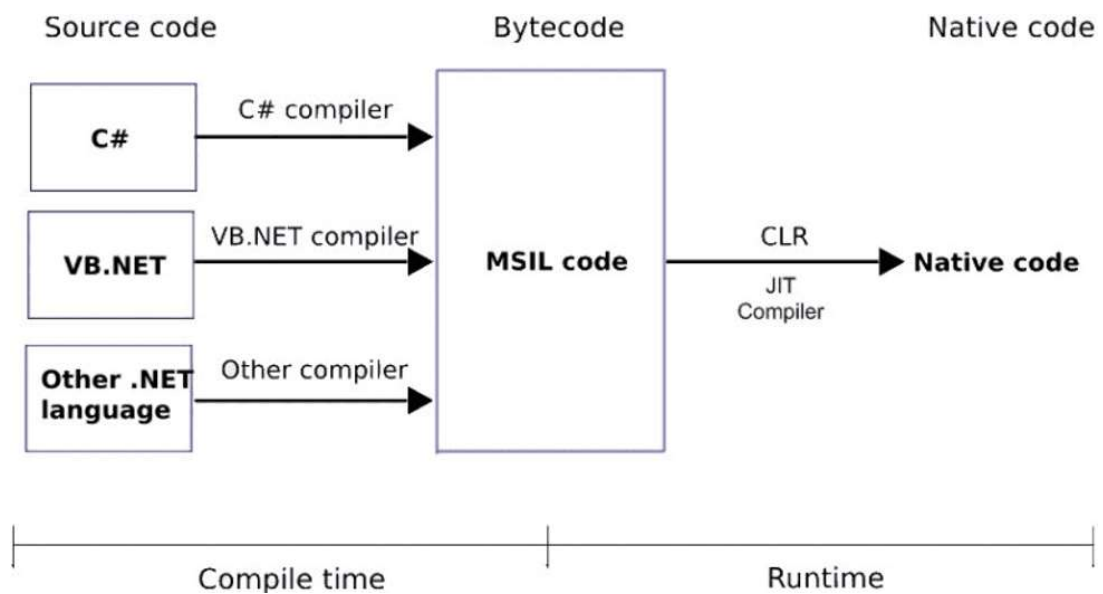 Source code
Bytecode
Native code
C#
C# compiler
VB.NET
VB.NET compiler
Other .NET
language
Other compiler
MSIL code
CLR
JIT
Compiler
Native code
Compile time
Runtime